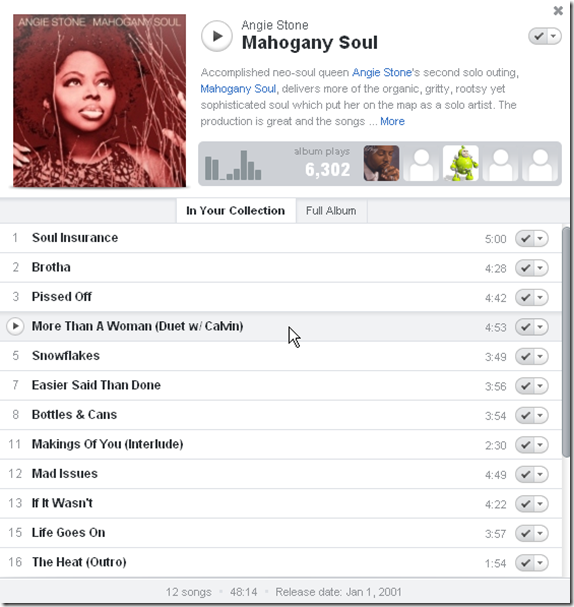 ANGIE STONE MAHOGANY SOUL
Angie Stone
Mahogany Soul
Accomplished neo-soul queen Angie Stone's second solo outing,
Mahogany Soul, delivers more of the organic, gritty, rootsy yet
sophisticated soul which put her on the map as a solo artist. The
production is great and the songs ... More
album plays
6,302
In Your Collection Full Album
1 Soul Insurance 5:00
2 Brotha 4:28
3 Pissed Off 4:42
More Than A Woman (Duet w/ Calvin) 4:53
5 Snowflakes 3:49
7 Easier Said Than Done 3:56
8 Bottles & Cans 3:54
11 Makings Of You (Interlude) 2:30
12 Mad Issues 4:49
13 If It Wasn't 4:22
15 Life Goes On 3:57
16 The Heat (Outro) 1:54
12 songs • 48:14 • Release date: Jan 1, 2001